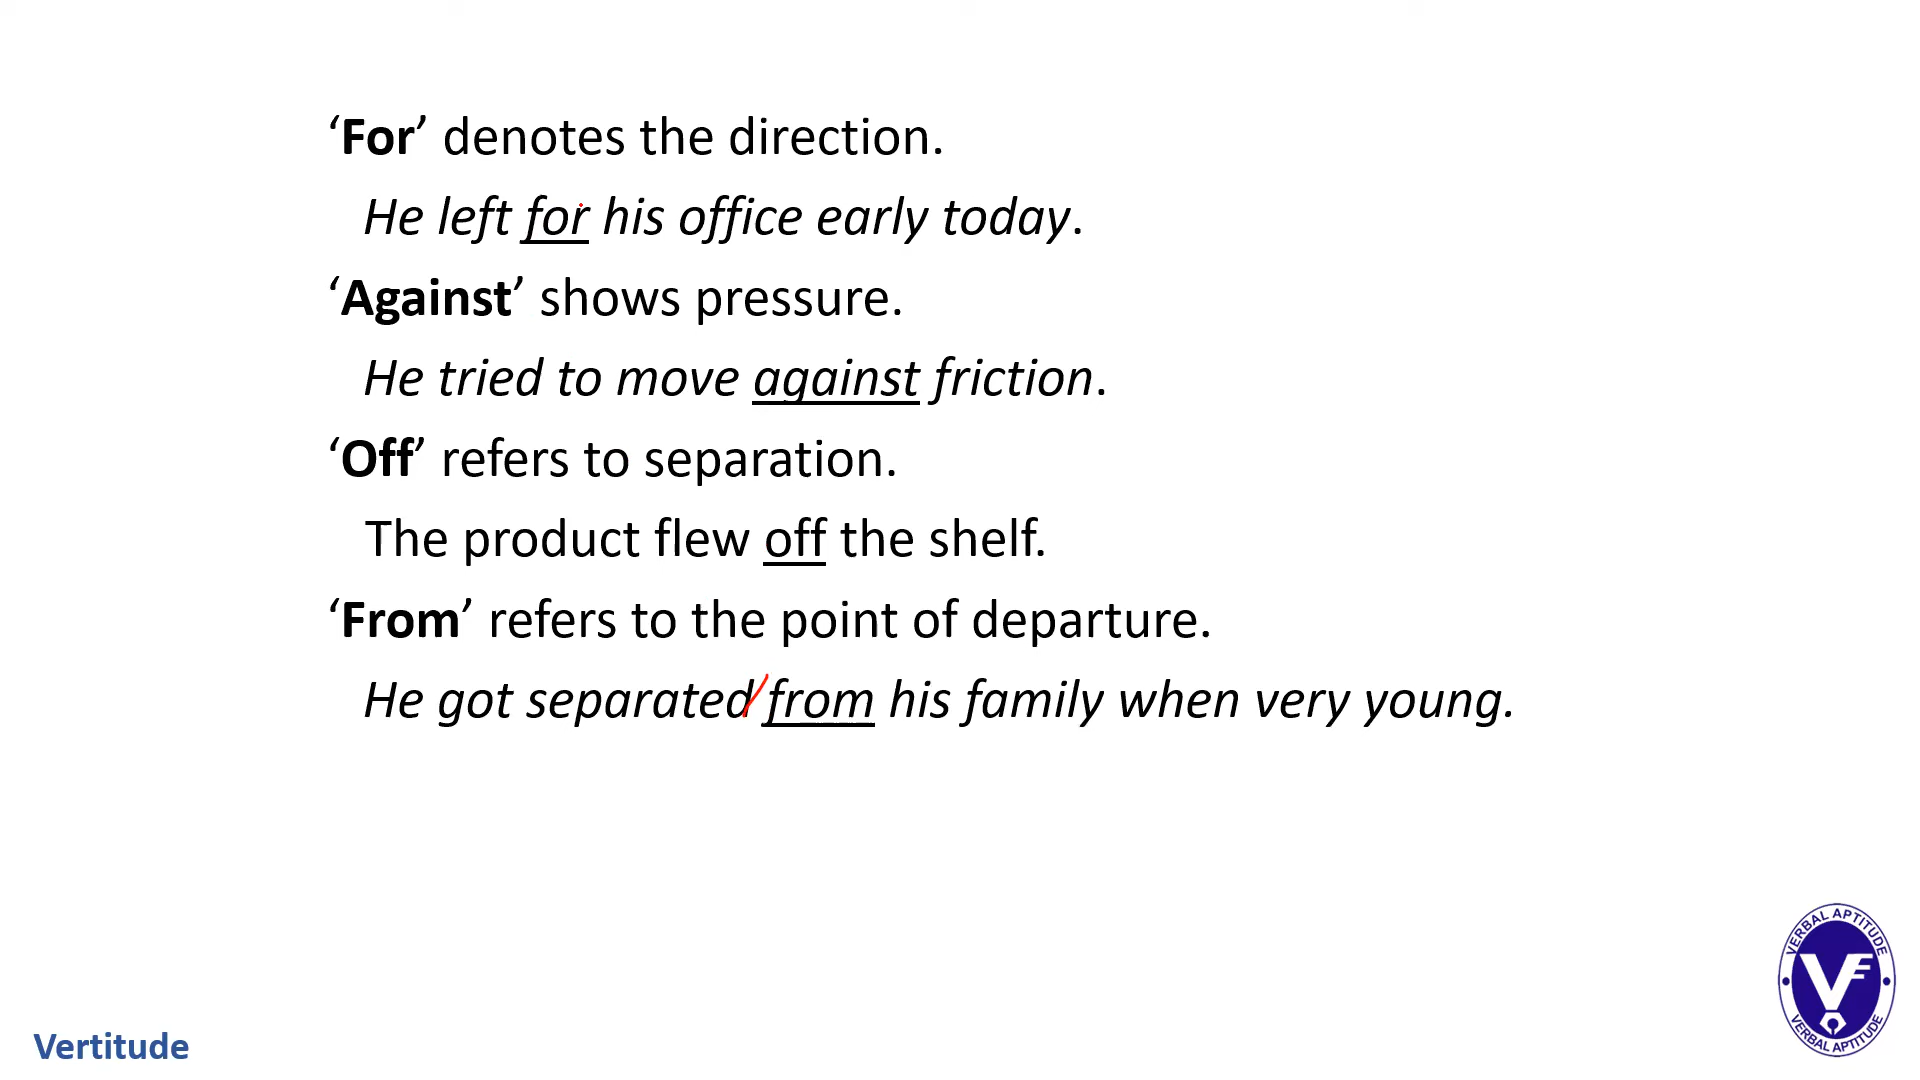 ‘For’ denotes the direction.
He left for his office early today.
‘Against’ shows pressure.
He tried to move against friction.
‘Off’ refers to separation.
The product flew off the shelf.
‘From’ refers to the point of departure.
He got separated from his family when very young.
VERBAL APTITUDE
VE
VERBAL APTITUDE
Vertitude